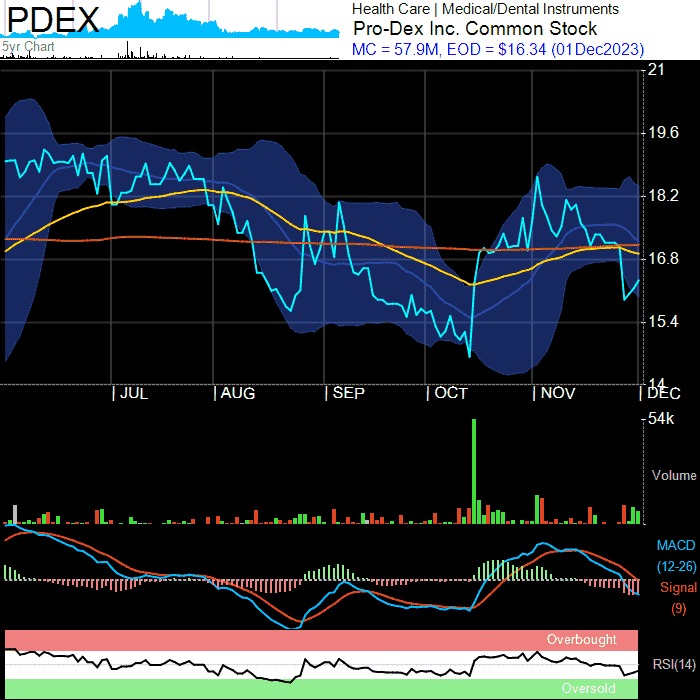 PDEX
5yr Chart
Health Care | Medical/Dental Instruments
Pro-Dex Inc. Common Stock
MC = 57.9M, EOD = $16.34 (01Dec2023)
21
19.6
18.2
16.8
15.4
14
JUL AUG SEP OCT NOV DEC
54k
Volume
MACD
(12-26)
Signal
(9)
Overbought
RSI(14)
Oversold